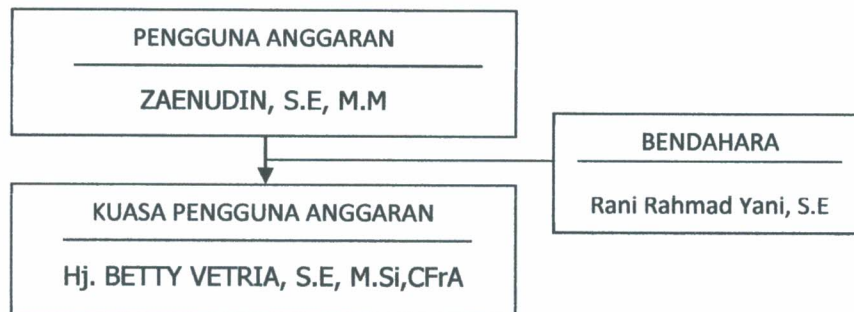 PENGGUNA ANGGARAN
ZAENUDIN, S.E, M.M
BENDAHARA
Rani Rahmad Yani, S.E
KUASA PENGGUNA ANGGARAN
Hj. BETTY VETRIA, S.E, M.Si,CFrA